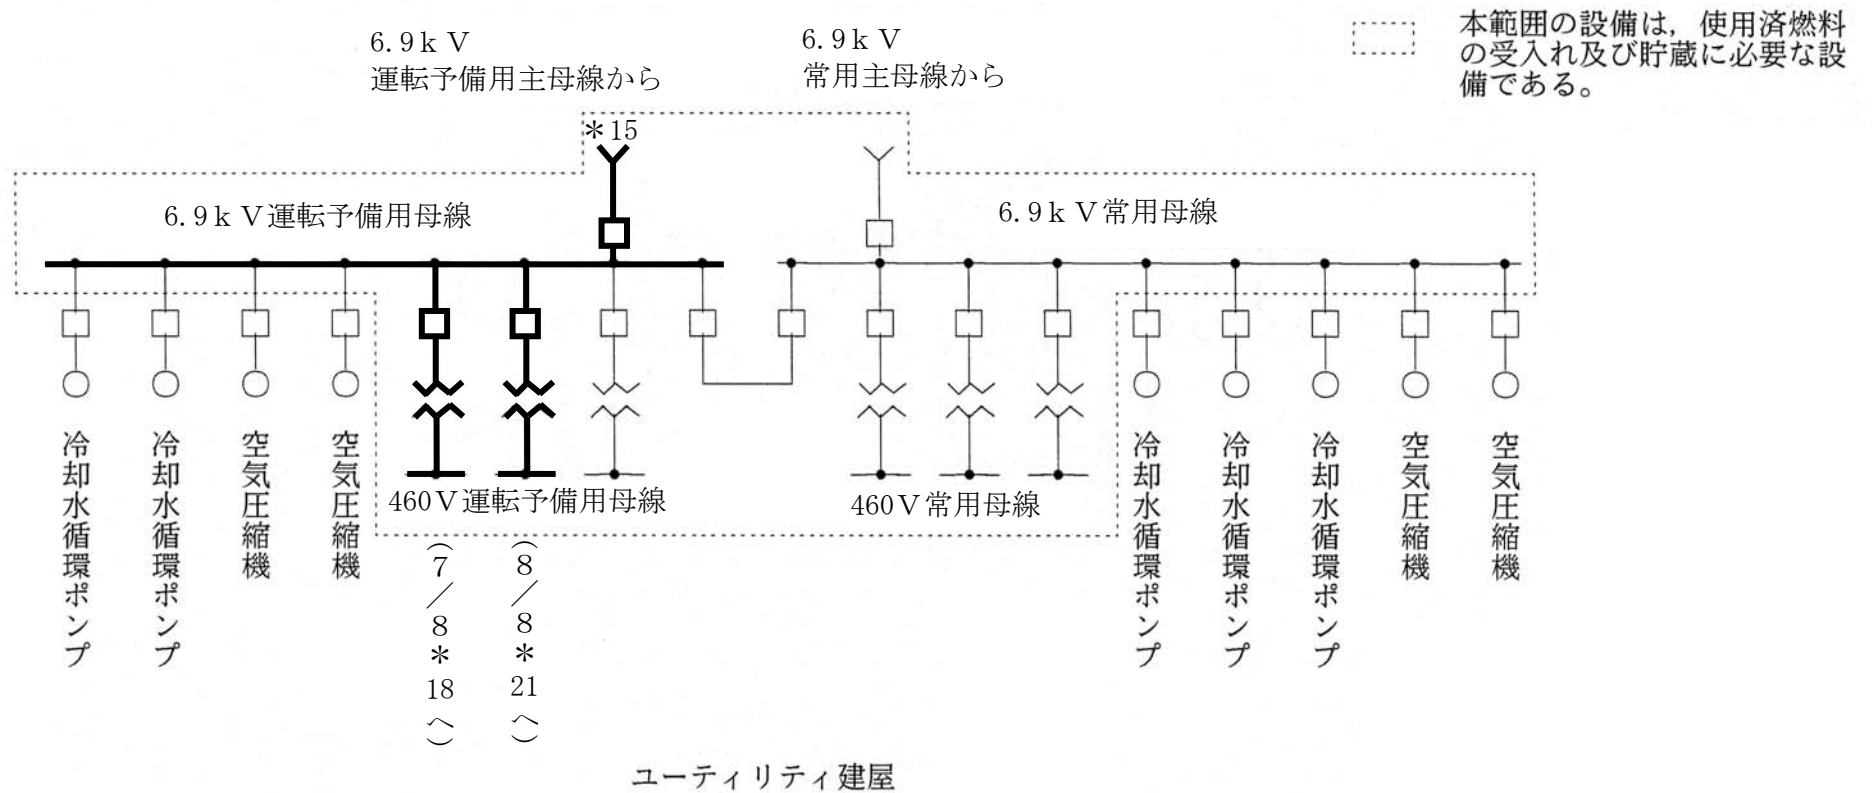 6.9kV
運転予備用主母線から
6.9kV
常用主母線から
本範囲の設備は，使用済燃料
の受入れ及び貯蔵に必要な設
備である。
＊15
6.9kV運転予備用母線
6.9kV常用母線
冷却水循環ポンプ
冷却水循環ポンプ
空気圧縮機
空気圧縮機
460V運転予備用母線
460V常用母線
（7／8＊18へ）
（8／8＊21へ）
冷却水循環ポンプ
冷却水循環ポンプ
冷却水循環ポンプ
空気圧縮機
空気圧縮機
ユーティリティ建屋